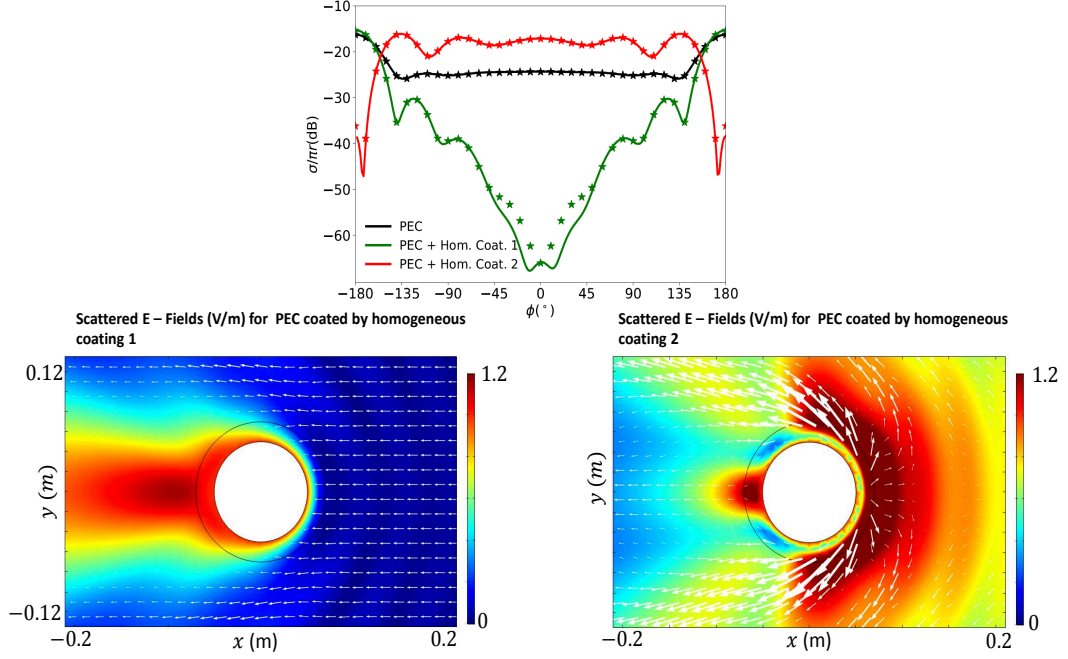 −10
−20
−30
−40
−50
−60
σ/πr(dB)
PEC
PEC + Hom. Coat. 1
PEC + Hom. Coat. 2
−180 −135 −90 −45 0 45 90 135 180
ϕ(°)
Scattered E – Fields (V/m) for PEC coated by homogeneous
coating 1
0.12
y (m)
−0.12
−0.2
x (m)
0.2
1.2
0
Scattered E – Fields (V/m) for PEC coated by homogeneous
coating 2
y (m)
−0.2
x (m)
0.2
1.2
0